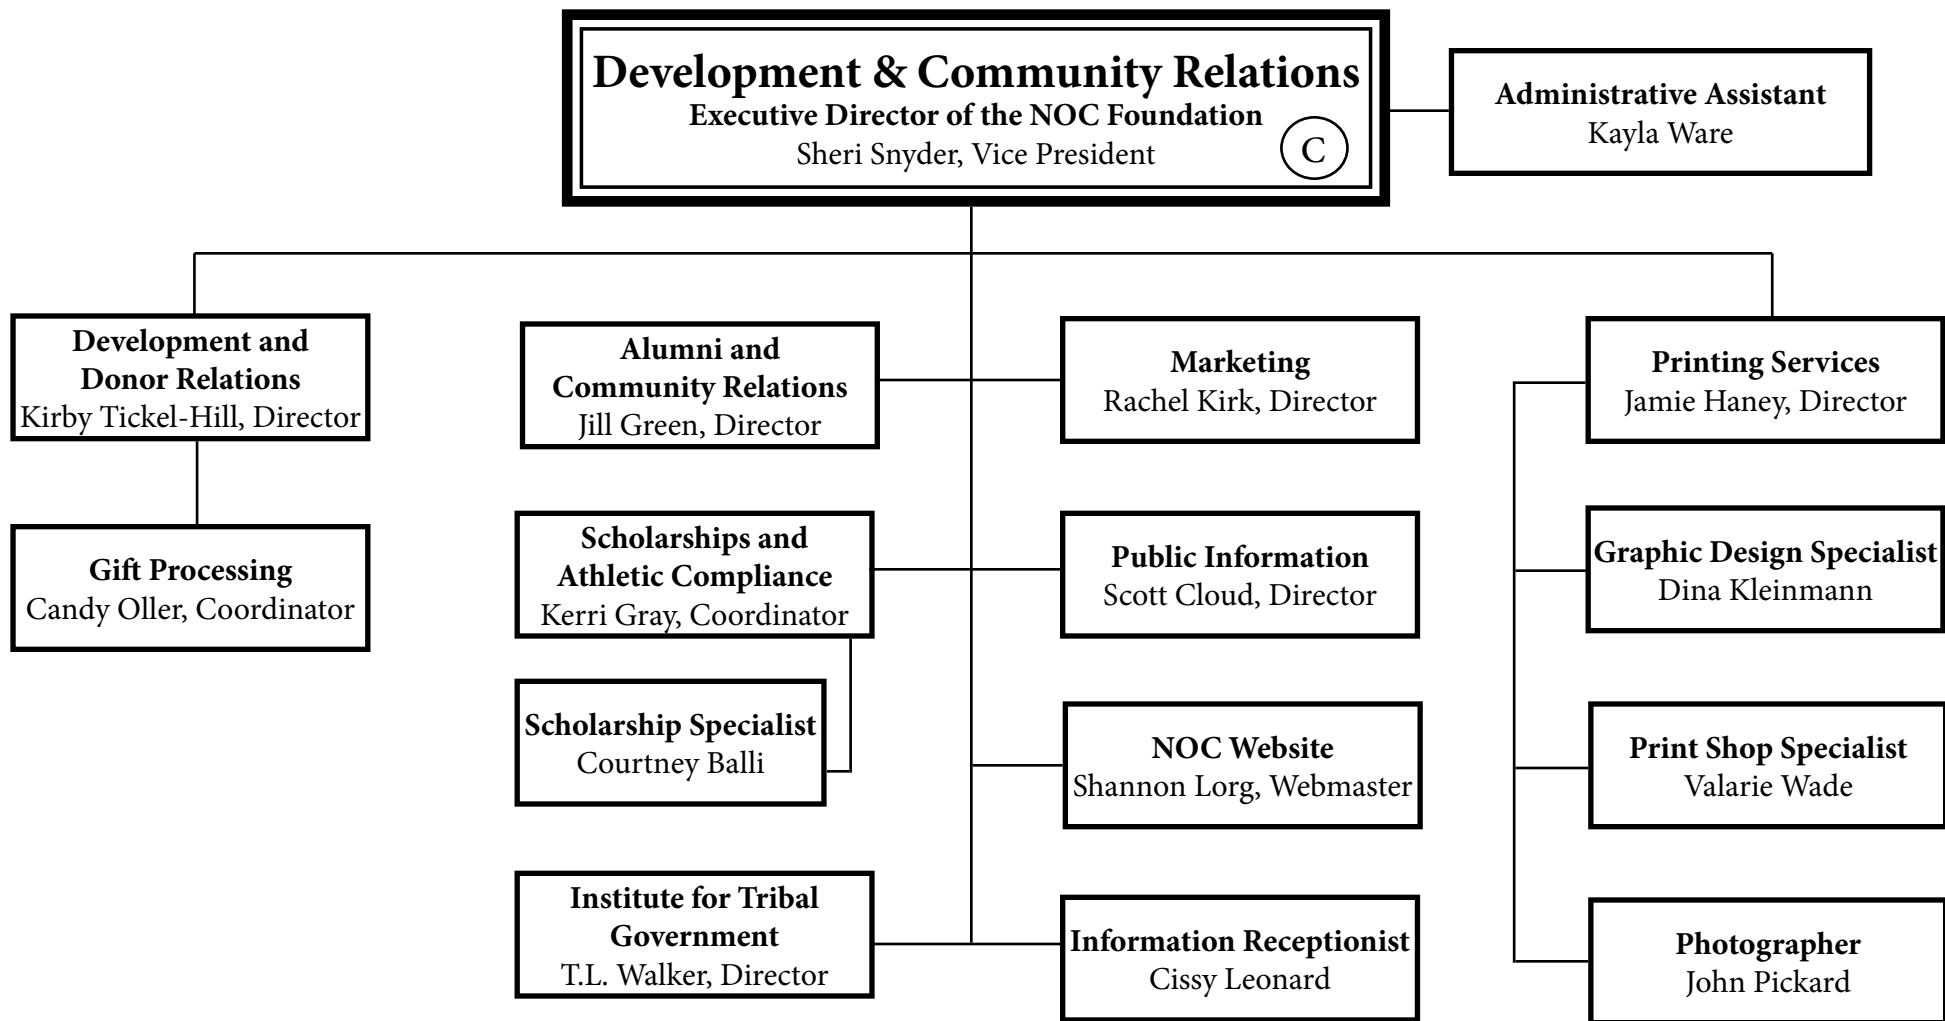 Development & Community Relations
Executive Director of the NOC Foundation
Sheri Snyder, Vice President
C
Administrative Assistant
Kayla Ware
Development and
Donor Relations
Kirby Tickel-Hill, Director
Alumni and
Community Relations
Jill Green, Director
Marketing
Rachel Kirk, Director
Printing Services
Jamie Haney, Director
Gift Processing
Candy Oller, Coordinator
Scholarships and
Athletic Compliance
Kerri Gray, Coordinator
Public Information
Scott Cloud, Director
Graphic Design Specialist
Dina Kleinmann
Scholarship Specialist
Courtney Balli
NOC Website
Shannon Lorg, Webmaster
Print Shop Specialist
Valarie Wade
Institute for Tribal
Government
T.L. Walker, Director
Information Receptionist
Cissy Leonard
Photographer
John Pickard